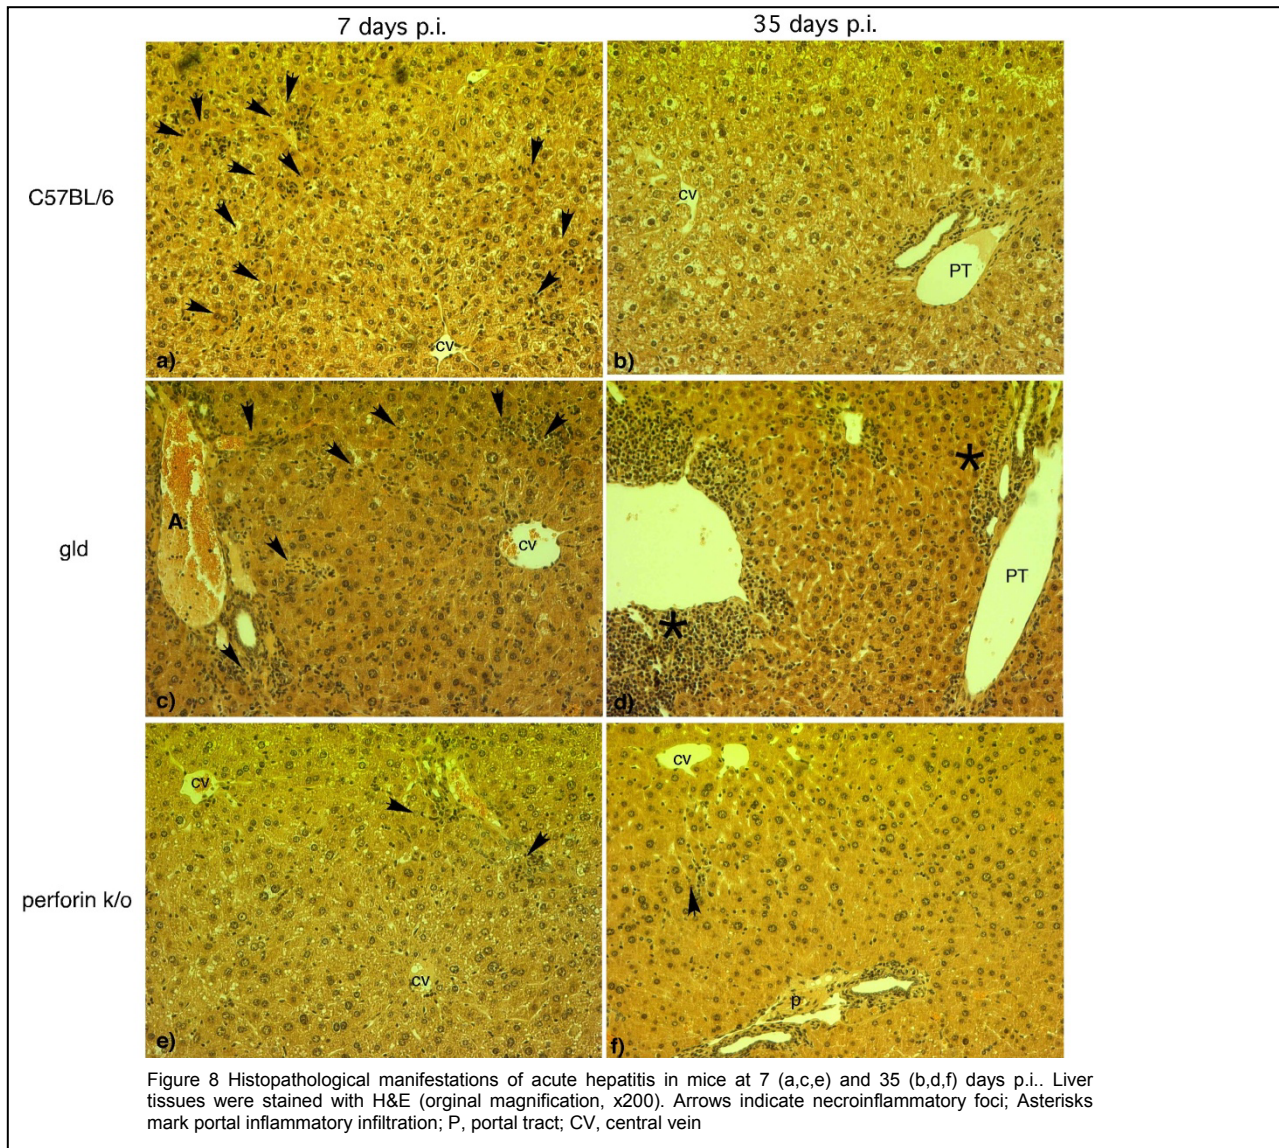 7 days p.i.
35 days p.i.
C57BL/6
cv
a)
cv
PT
b)
gld
A
cv
c)
*
*
PT
d)
perforin k/o
cv
cv
e)
cv
p
f)
Figure 8 Histopathological manifestations of acute hepatitis in mice at 7 (a,c,e) and 35 (b,d,f) days p.i.. Liver
tissues were stained with H&E (orginal magnification, x200). Arrows indicate necroinflammatory foci; Asterisks
mark portal inflammatory infiltration; P, portal tract; CV, central vein